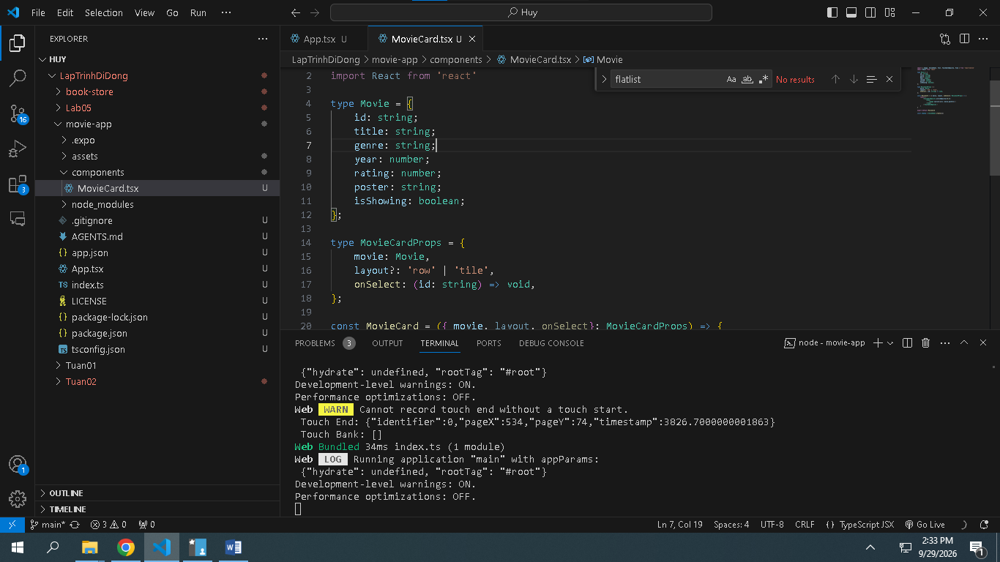 File Edit Selection View Go Run ··· Huy
EXPLORER ···
HUY
LapTrinhDiDong
book-store
Lab05
movie-app
.expo
assets
components
MovieCard.tsx U
node_modules
.gitignore U
AGENTS.md U
{} app.json U
App.tsx U
TS index.ts U
LICENSE U
{} package-lock.json U
{} package.json U
TS tsconfig.json U
Tuan01
Tuan02
OUTLINE
TIMELINE
16
3
1
App.tsx U MovieCard.tsx U
LapTrinhDiDong > movie-app > components > MovieCard.tsx > Movie
flatlist Aa ab .* No results
2 import React from 'react'
3
4 type Movie = {
5 id: string;
6 title: string;
7 genre: string;
8 year: number;
9 rating: number;
10 poster: string;
11 isShowing: boolean;
12 };
13
14 type MovieCardProps = {
15 movie: Movie,
16 layout?: 'row' | 'tile',
17 onSelect: (id: string) => void,
18 };
19
20 const MovieCard = ({ movie, layout, onSelect}: MovieCardProps) => {
PROBLEMS 3 OUTPUT TERMINAL PORTS DEBUG CONSOLE node - movie-app
{"hydrate": undefined, "rootTag": "#root"}
Development-level warnings: ON.
Performance optimizations: OFF.
Web WARN Cannot record touch end without a touch start.
Touch End: {"identifier":0,"pageX":534,"pageY":74,"timestamp":3826.7000000001863}
Touch Bank: []
Web Bundled 34ms index.ts (1 module)
Web LOG Running application "main" with appParams:
{"hydrate": undefined, "rootTag": "#root"}
Development-level warnings: ON.
Performance optimizations: OFF.
main* 3 0 0 Ln 7, Col 19 Spaces: 4 UTF-8 CRLF {} TypeScript JSX Go Live
2:33 PM
9/29/2026
1